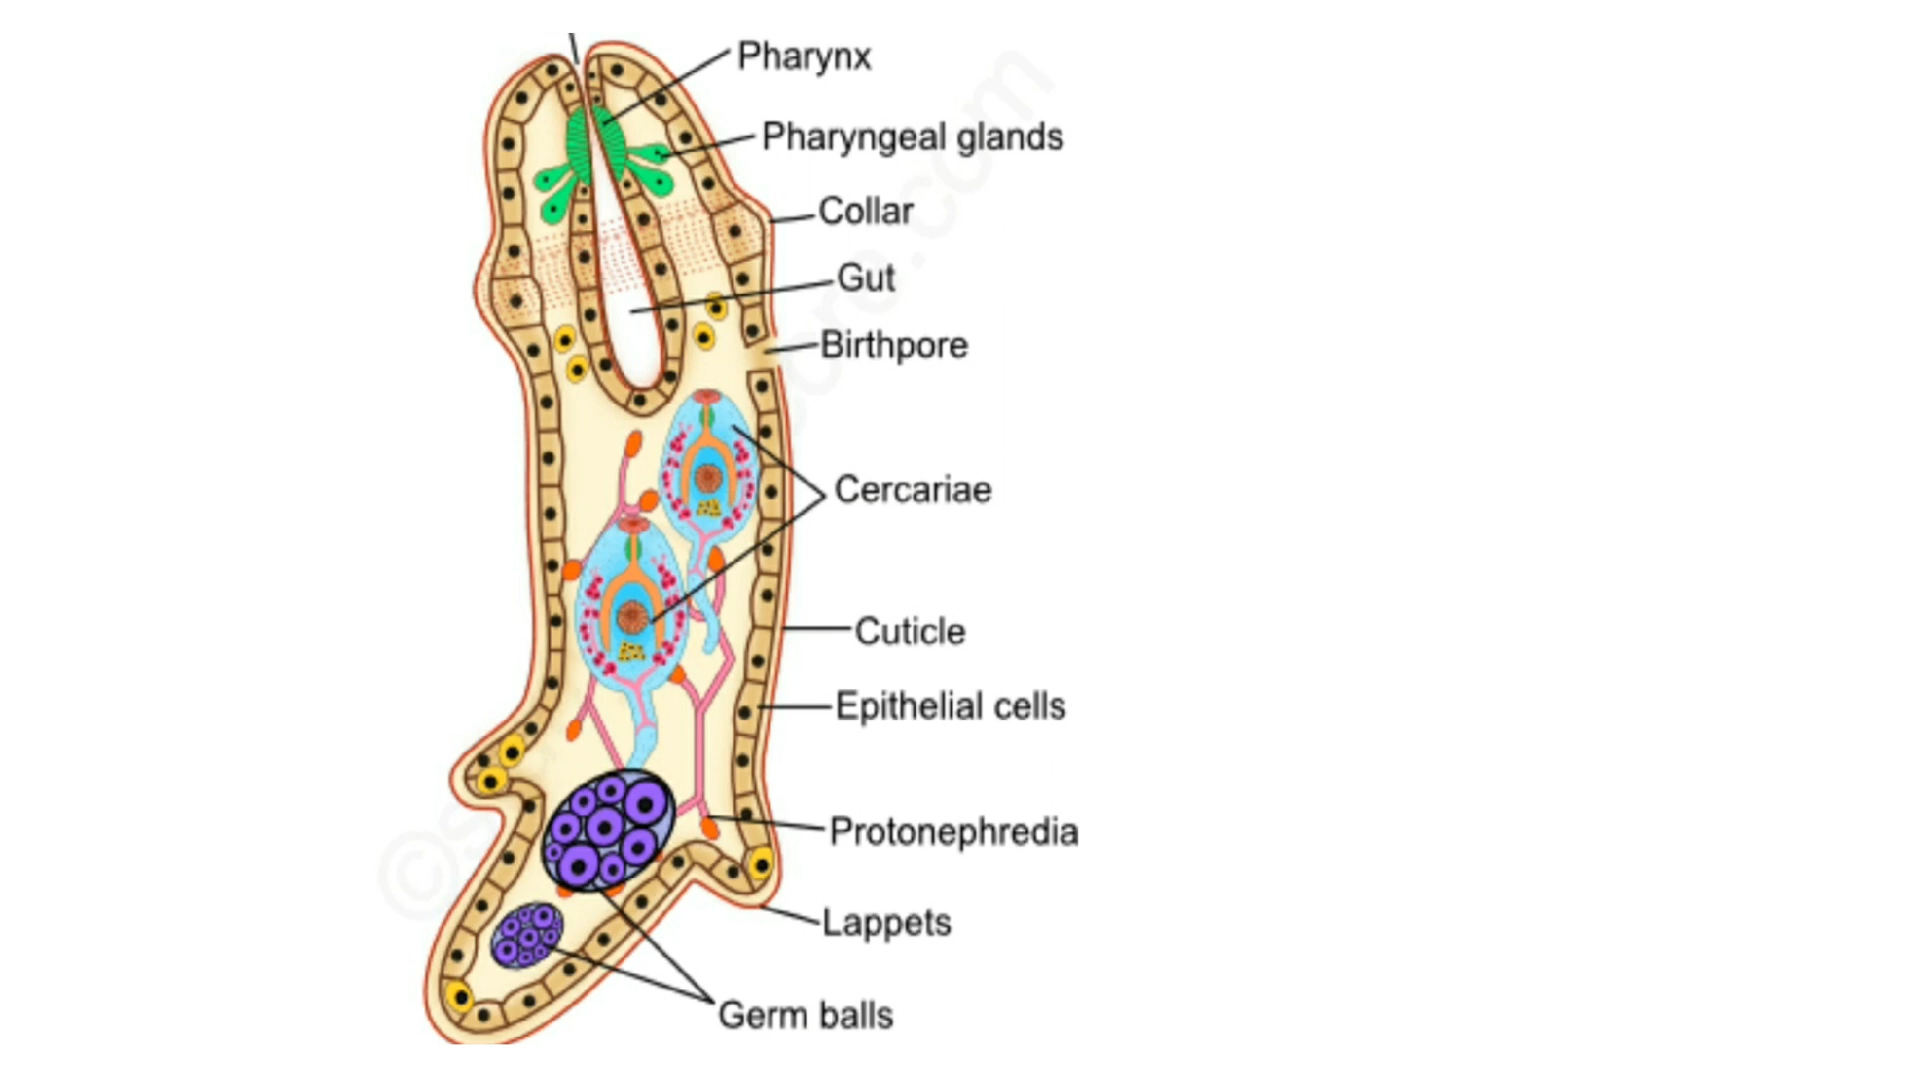 Pharynx
Pharyngeal glands
Collar
Gut
Birthpore
Cercariae
Cuticle
Epithelial cells
Protonephredia
Lappets
Germ balls